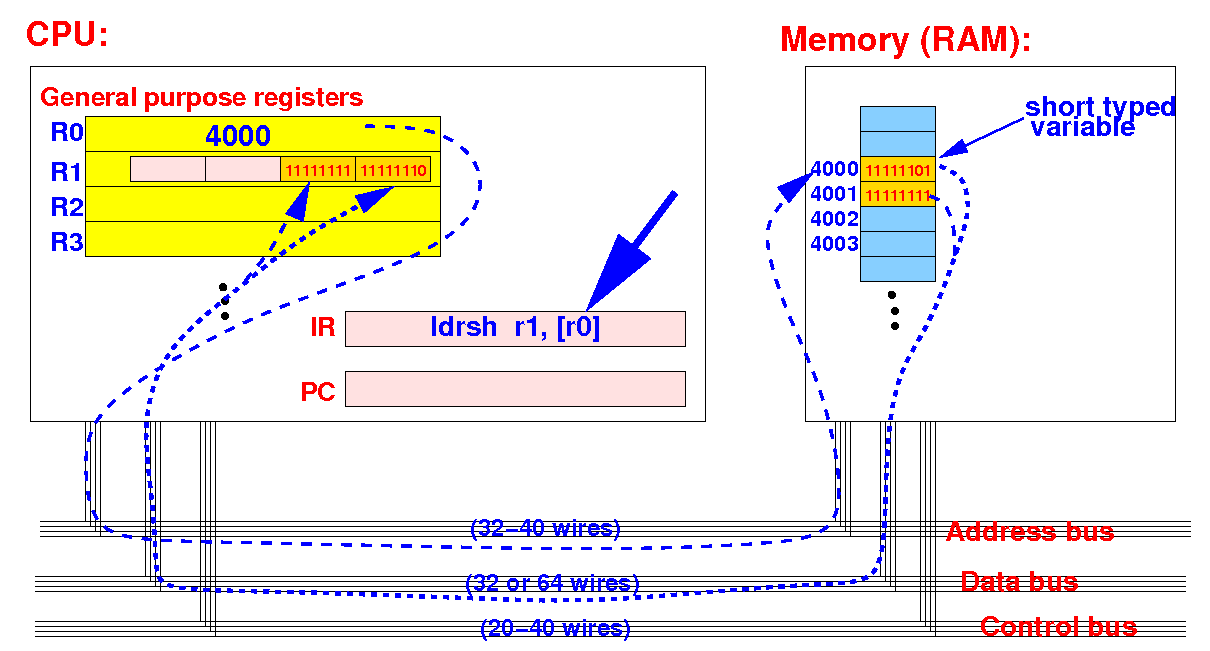 CPU:
Memory (RAM):
General purpose registers
R0 4000
R1 11111111 11111110
R2
R3
short typed
variable
4000 11111101
4001 11111111
4002
4003
IR ldrsh r1, [r0]
PC
(32-40 wires) Address bus
(32 or 64 wires) Data bus
(20-40 wires) Control bus